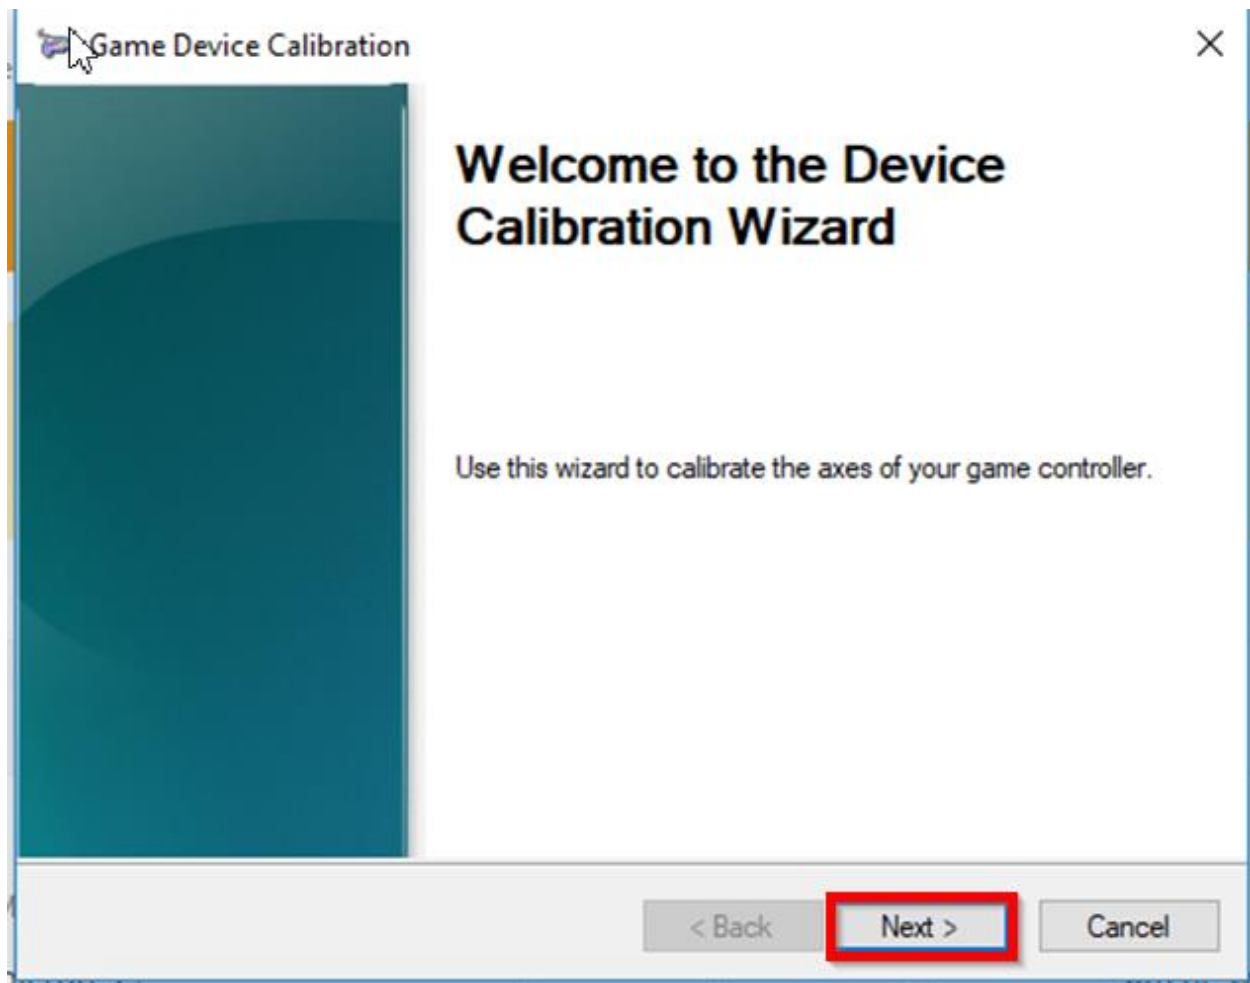 Game Device Calibration
Welcome to the Device
Calibration Wizard
Use this wizard to calibrate the axes of your game controller.
< Back
Next >
Cancel